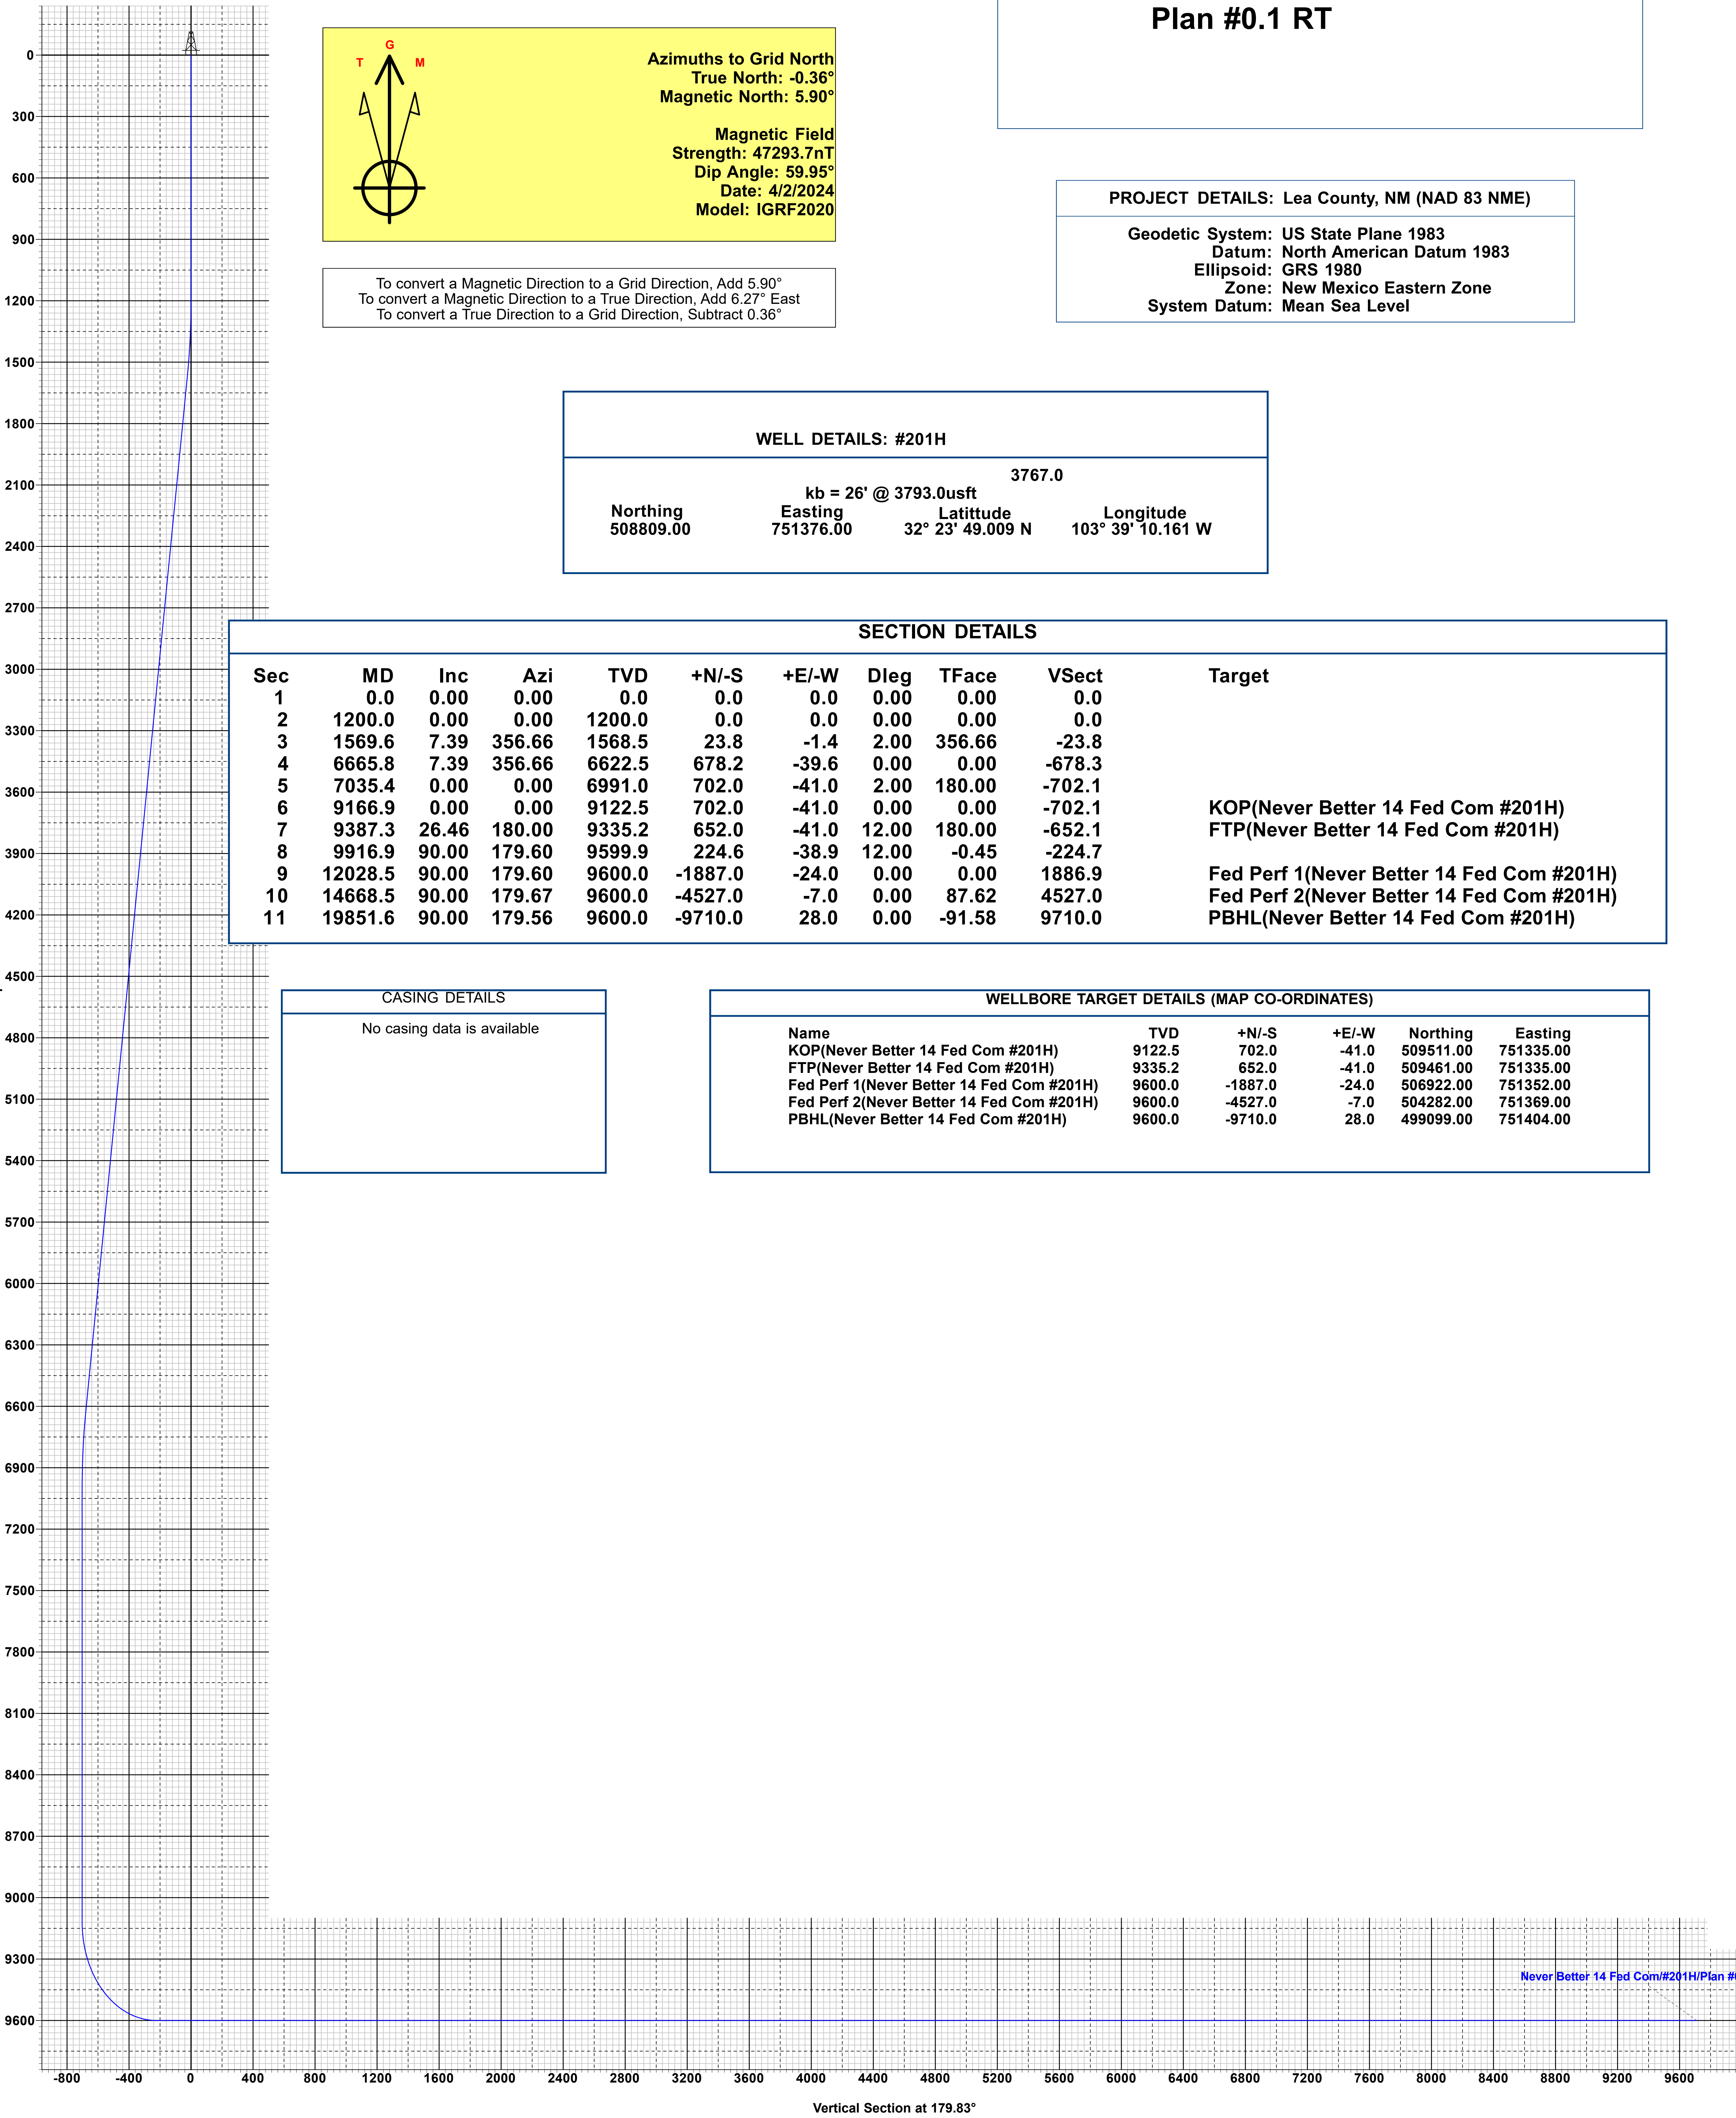 Plan #0.1 RT
G
T M
Azimuths to Grid North
True North: -0.36°
Magnetic North: 5.90°
Magnetic Field
Strength: 47293.7nT
Dip Angle: 59.95°
Date: 4/2/2024
Model: IGRF2020
To convert a Magnetic Direction to a Grid Direction, Add 5.90°
To convert a Magnetic Direction to a True Direction, Add 6.27° East
To convert a True Direction to a Grid Direction, Subtract 0.36°
PROJECT DETAILS: Lea County, NM (NAD 83 NME)
Geodetic System: US State Plane 1983
Datum: North American Datum 1983
Ellipsoid: GRS 1980
Zone: New Mexico Eastern Zone
System Datum: Mean Sea Level
WELL DETAILS: #201H
3767.0
kb = 26' @ 3793.0usft
Northing Easting Latittude Longitude
508809.00 751376.00 32° 23' 49.009 N 103° 39' 10.161 W
SECTION DETAILS
Sec MD Inc Azi TVD +N/-S +E/-W Dleg TFace VSect Target
1 0.0 0.00 0.00 0.0 0.0 0.0 0.00 0.00 0.0
2 1200.0 0.00 0.00 1200.0 0.0 0.0 0.00 0.00 0.0
3 1569.6 7.39 356.66 1568.5 23.8 -1.4 2.00 356.66 -23.8
4 6665.8 7.39 356.66 6622.5 678.2 -39.6 0.00 0.00 -678.3
5 7035.4 0.00 0.00 6991.0 702.0 -41.0 2.00 180.00 -702.1
6 9166.9 0.00 0.00 9122.5 702.0 -41.0 0.00 0.00 -702.1 KOP(Never Better 14 Fed Com #201H)
7 9387.3 26.46 180.00 9335.2 652.0 -41.0 12.00 180.00 -652.1 FTP(Never Better 14 Fed Com #201H)
8 9916.9 90.00 179.60 9599.9 224.6 -38.9 12.00 -0.45 -224.7
9 12028.5 90.00 179.60 9600.0 -1887.0 -24.0 0.00 0.00 1886.9 Fed Perf 1(Never Better 14 Fed Com #201H)
10 14668.5 90.00 179.67 9600.0 -4527.0 -7.0 0.00 87.62 4527.0 Fed Perf 2(Never Better 14 Fed Com #201H)
11 19851.6 90.00 179.56 9600.0 -9710.0 28.0 0.00 -91.58 9710.0 PBHL(Never Better 14 Fed Com #201H)
CASING DETAILS
No casing data is available
WELLBORE TARGET DETAILS (MAP CO-ORDINATES)
Name TVD +N/-S +E/-W Northing Easting
KOP(Never Better 14 Fed Com #201H) 9122.5 702.0 -41.0 509511.00 751335.00
FTP(Never Better 14 Fed Com #201H) 9335.2 652.0 -41.0 509461.00 751335.00
Fed Perf 1(Never Better 14 Fed Com #201H) 9600.0 -1887.0 -24.0 506922.00 751352.00
Fed Perf 2(Never Better 14 Fed Com #201H) 9600.0 -4527.0 -7.0 504282.00 751369.00
PBHL(Never Better 14 Fed Com #201H) 9600.0 -9710.0 28.0 499099.00 751404.00
0
300
600
900
1200
1500
1800
2100
2400
2700
3000
3300
3600
3900
4200
4500
4800
5100
5400
5700
6000
6300
6600
6900
7200
7500
7800
8100
8400
8700
9000
9300
9600
Never Better 14 Fed Com/#201H/Plan #
-800 -400 0 400 800 1200 1600 2000 2400 2800 3200 3600 4000 4400 4800 5200 5600 6000 6400 6800 7200 7600 8000 8400 8800 9200 9600
Vertical Section at 179.83°